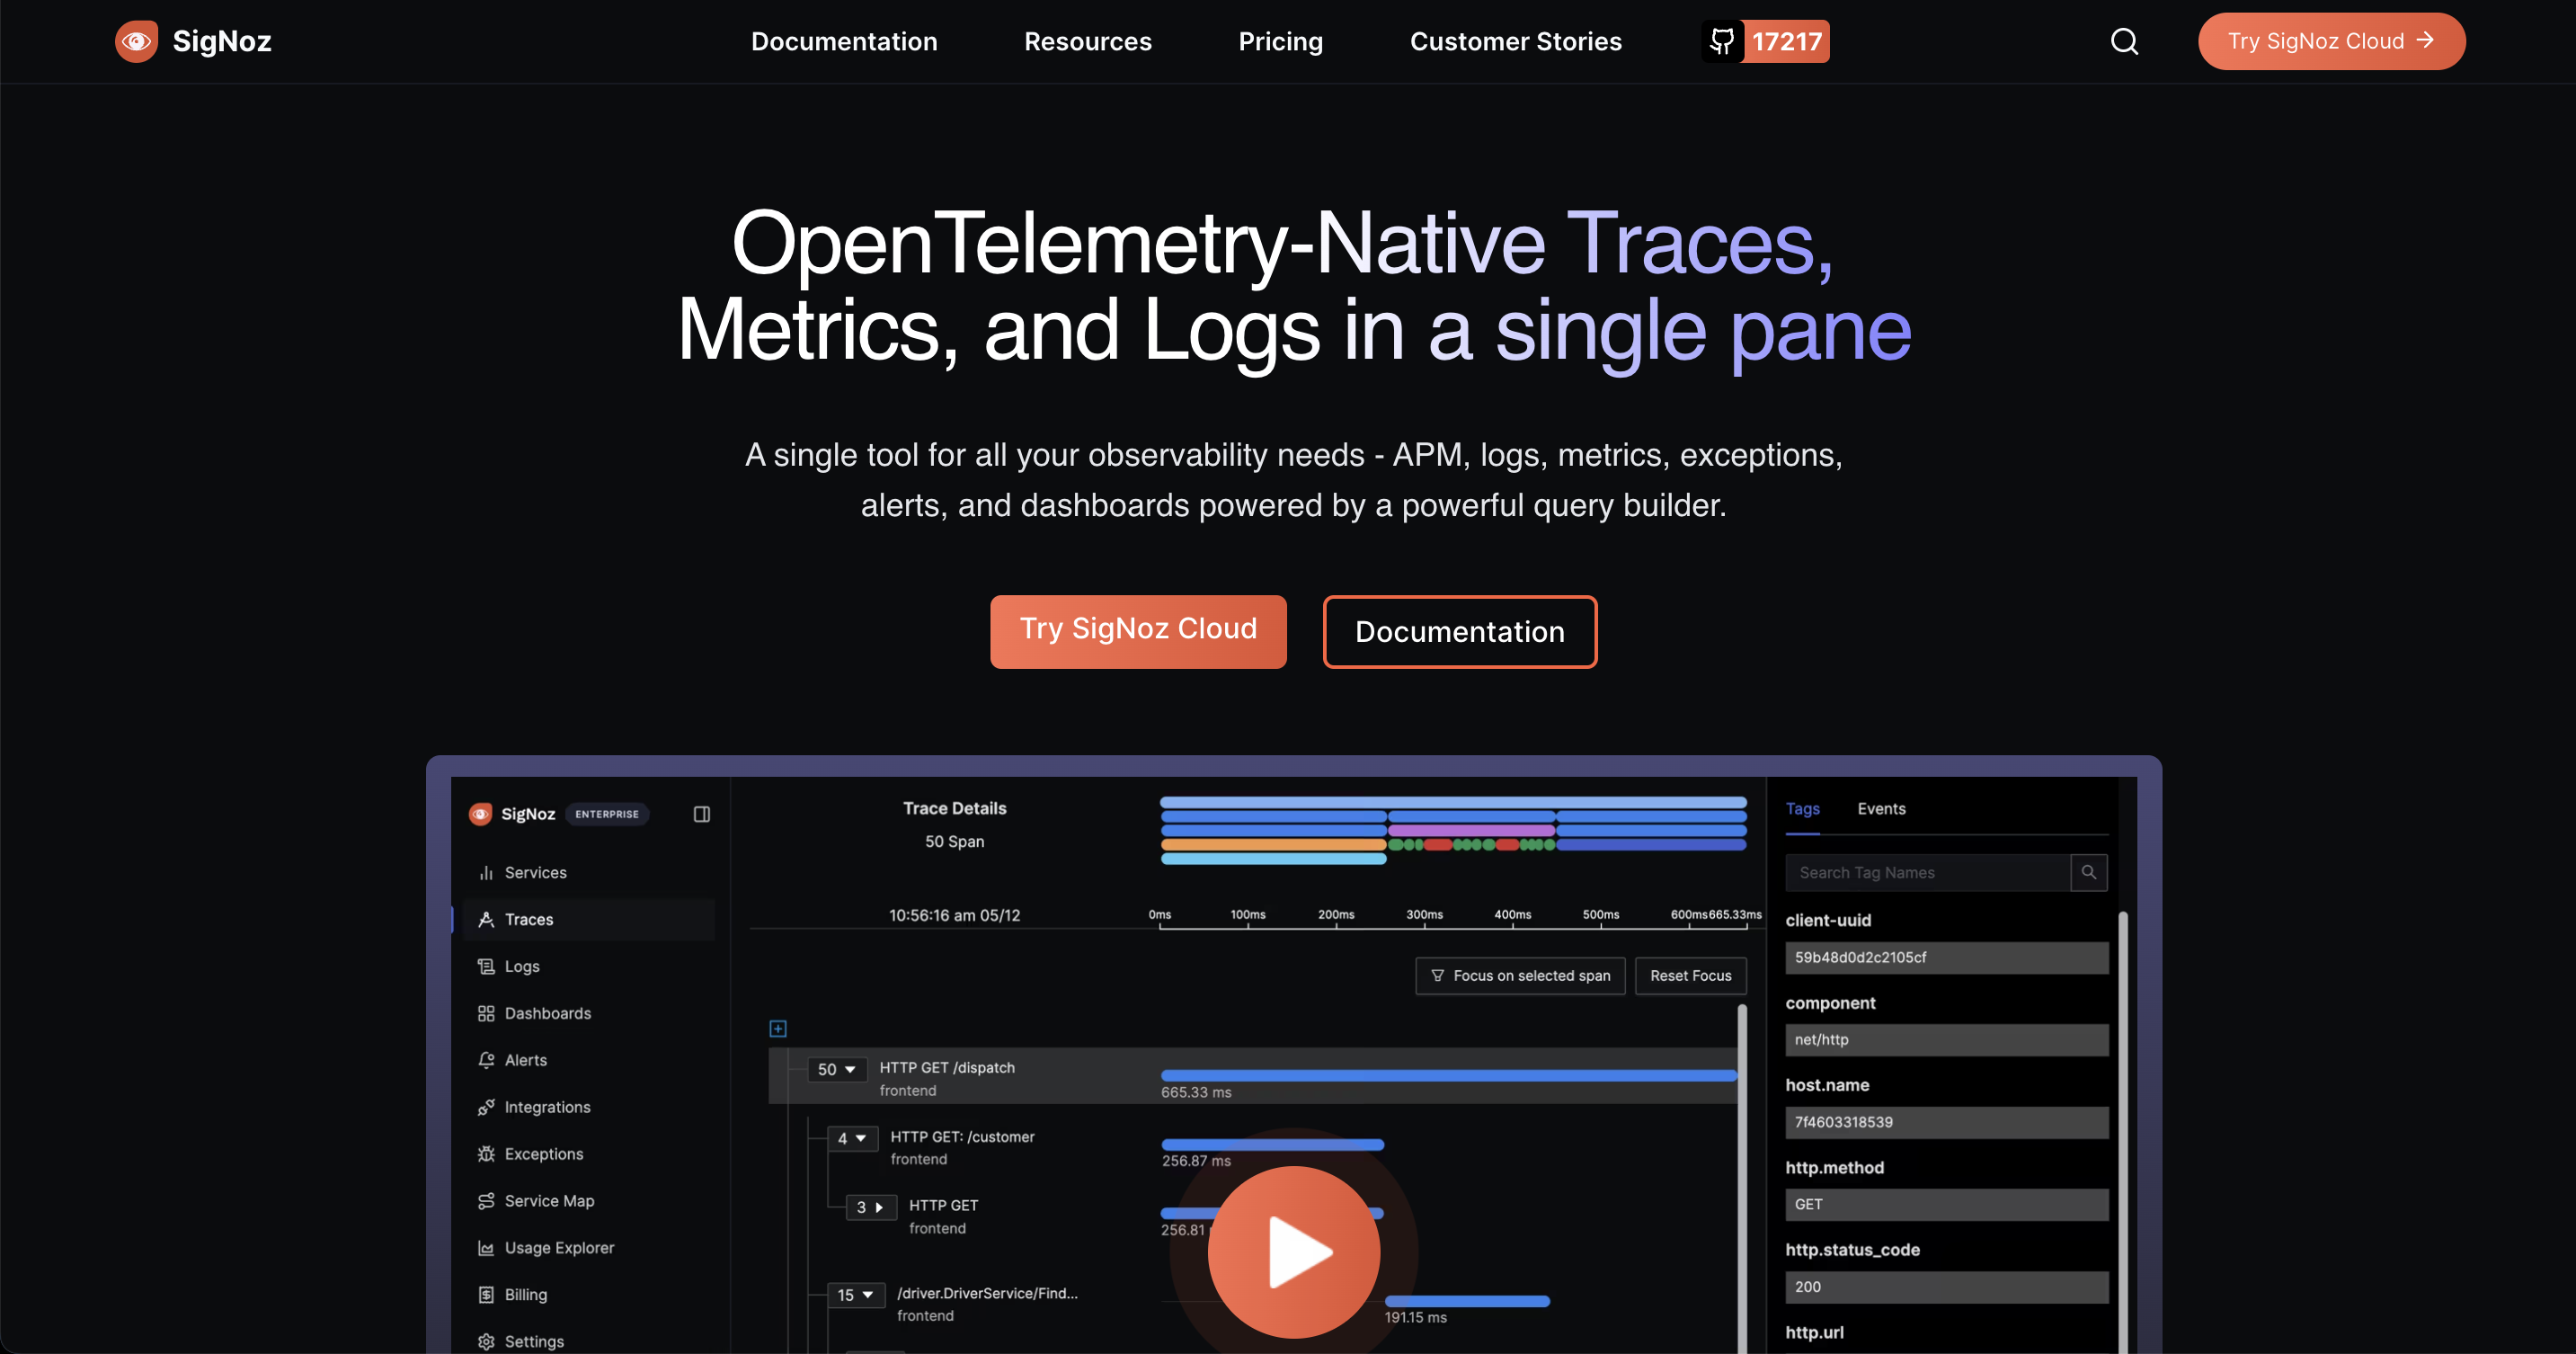 SigNoz
Documentation
Resources
Pricing
Customer Stories
17217
Try SigNoz Cloud →
OpenTelemetry-Native Traces,
Metrics, and Logs in a single pane
A single tool for all your observability needs - APM, logs, metrics, exceptions,
alerts, and dashboards powered by a powerful query builder.
Try SigNoz Cloud
Documentation
SigNoz ENTERPRISE
Services
Traces
Logs
Dashboards
Alerts
Integrations
Exceptions
Service Map
Usage Explorer
Billing
Settings
Trace Details
50 Span
10:56:16 am 05/12
0ms 100ms 200ms 300ms 400ms 500ms 600ms 665.33ms
Focus on selected span
Reset Focus
50 HTTP GET /dispatch
frontend
665.33 ms
4 HTTP GET: /customer
frontend
256.87 ms
3 HTTP GET
frontend
256.81
15 /driver.DriverService/Find...
frontend
191.15 ms
Tags
Events
Search Tag Names
client-uuid
59b48d0d2c2105cf
component
net/http
host.name
7f4603318539
http.method
GET
http.status_code
200
http.url